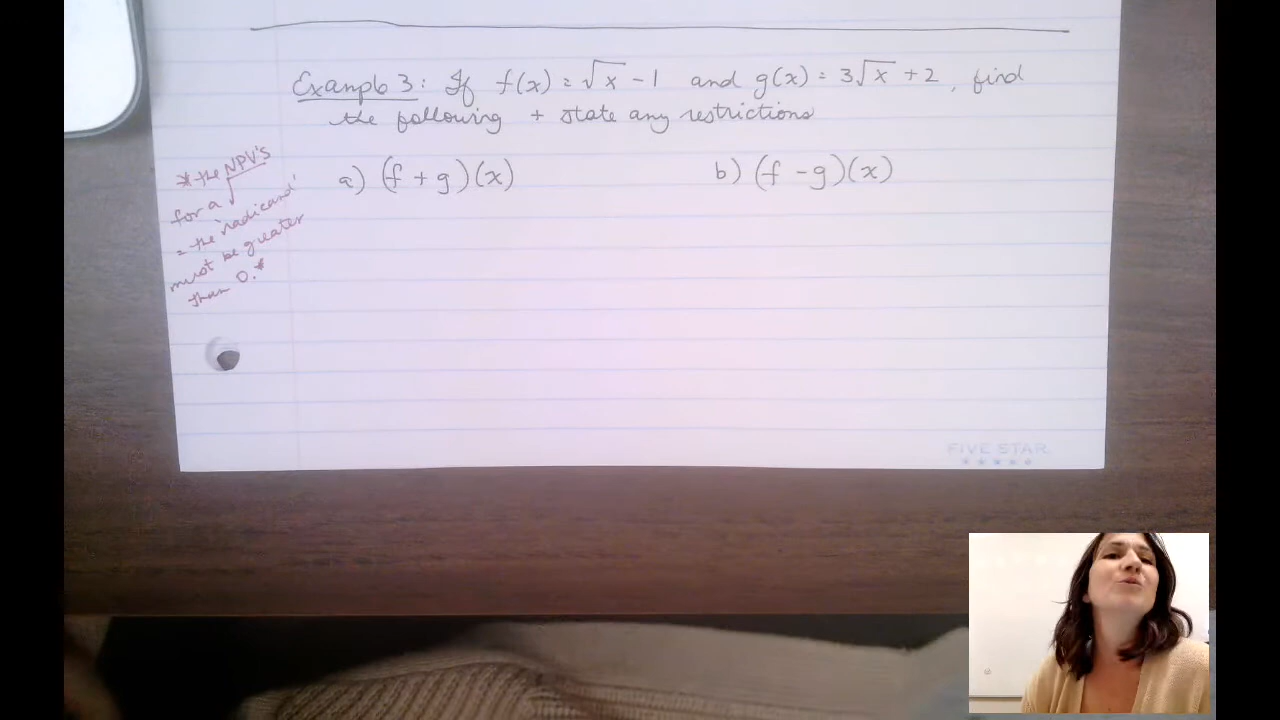 Example 3: If f(x) = √x - 1 and g(x) = 3√x + 2, find
the following + state any restrictions
a) (f + g)(x)
b) (f - g)(x)
* the NPV's
for a √
= the 'radicand'
must be greater
than 0.*
FIVE STAR